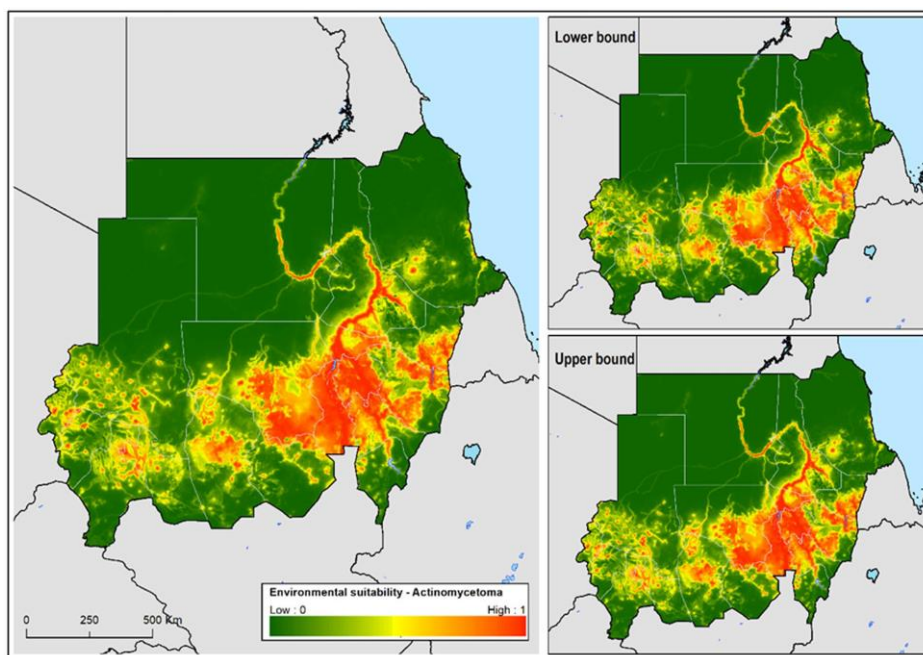 Lower bound
Upper bound
Environmental suitability - Actinomycetoma
Low : 0 High : 1
0 250 500 Km